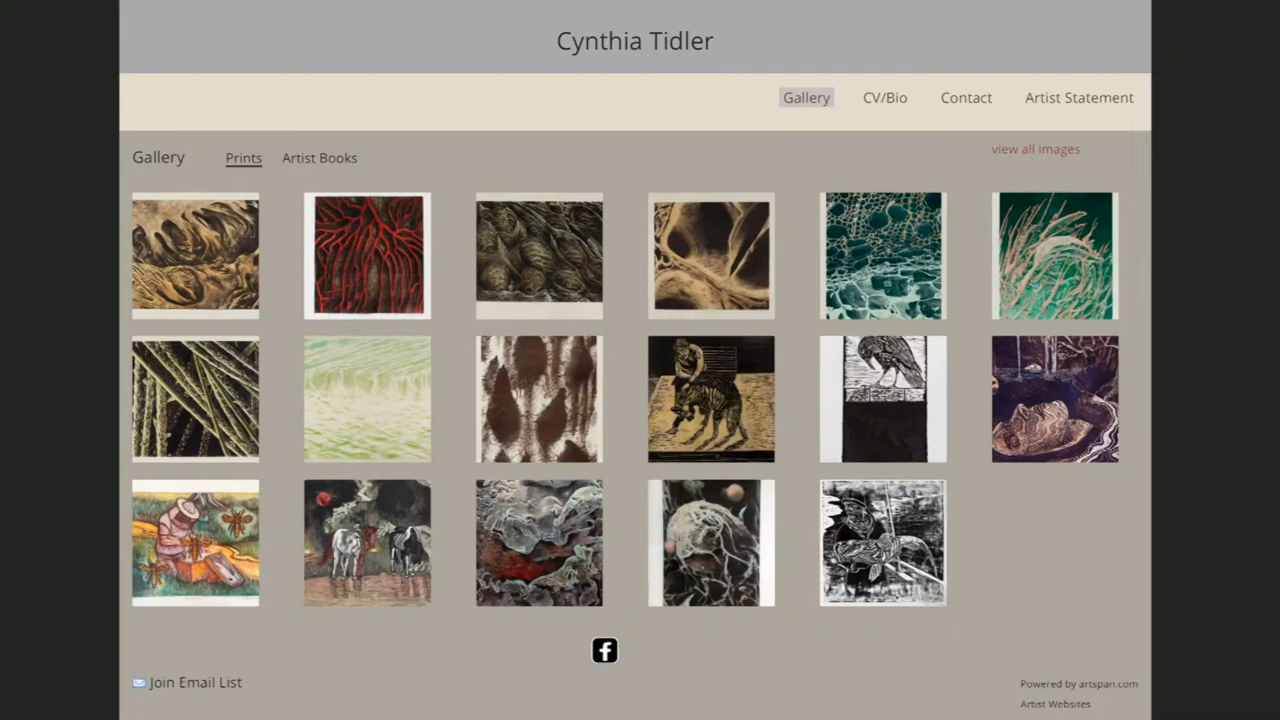 Cynthia Tidler
Gallery CV/Bio Contact Artist Statement
Gallery Prints Artist Books
view all images
Join Email List
Powered by artspan.com
Artist Websites